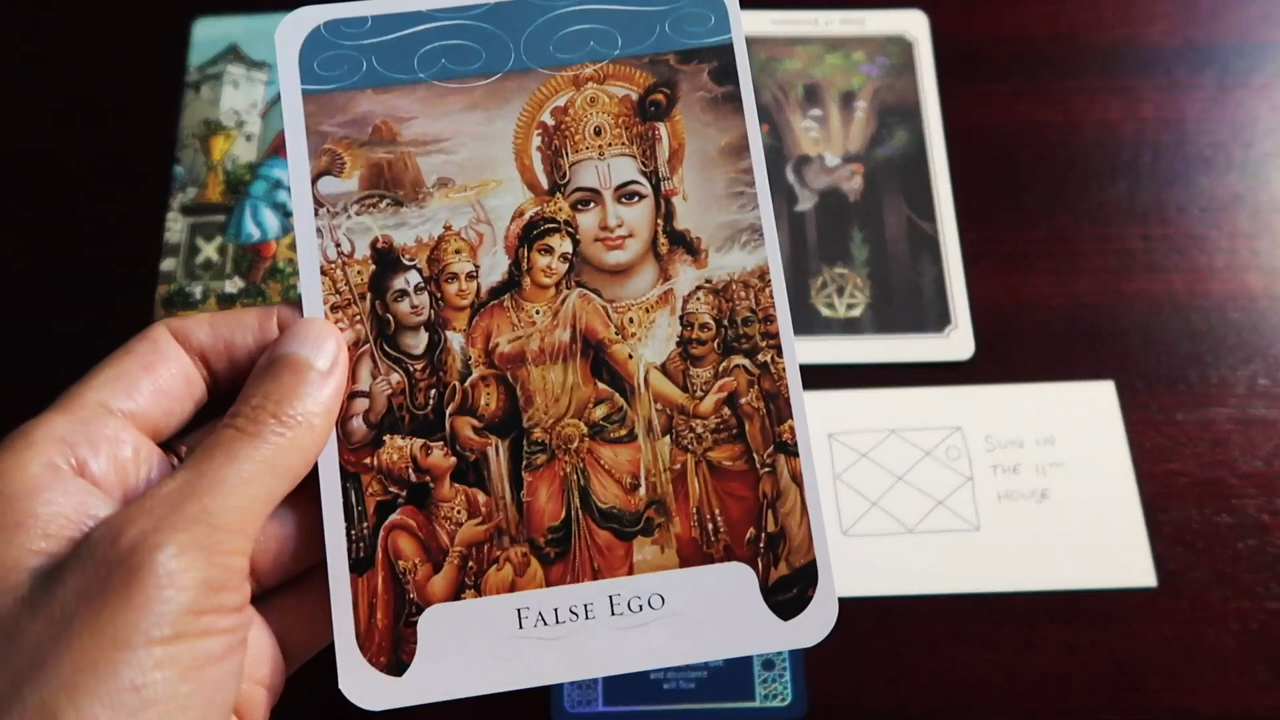 FALSE EGO
SUN IN
THE 11TH
HOUSE
and abundance
will flow